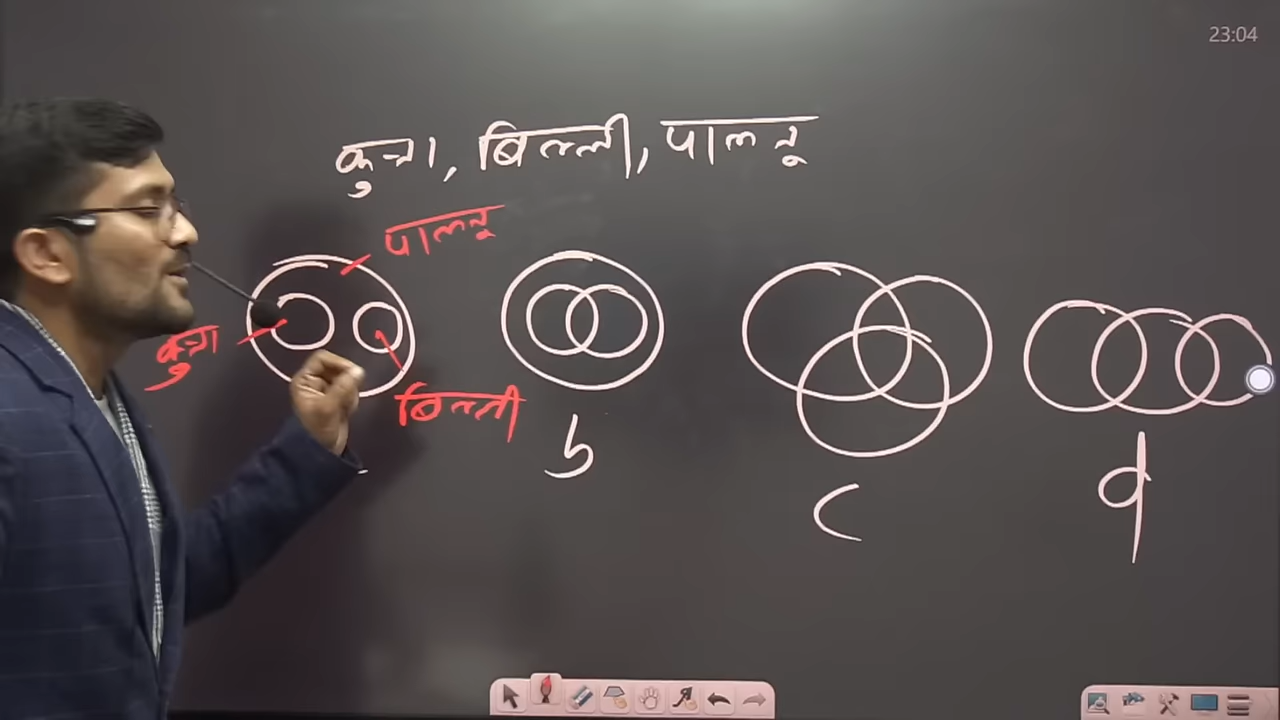 23:04
कुत्ता, बिल्ली, पालतू
पालतू
कुत्ता
बिल्ली
b
c
d